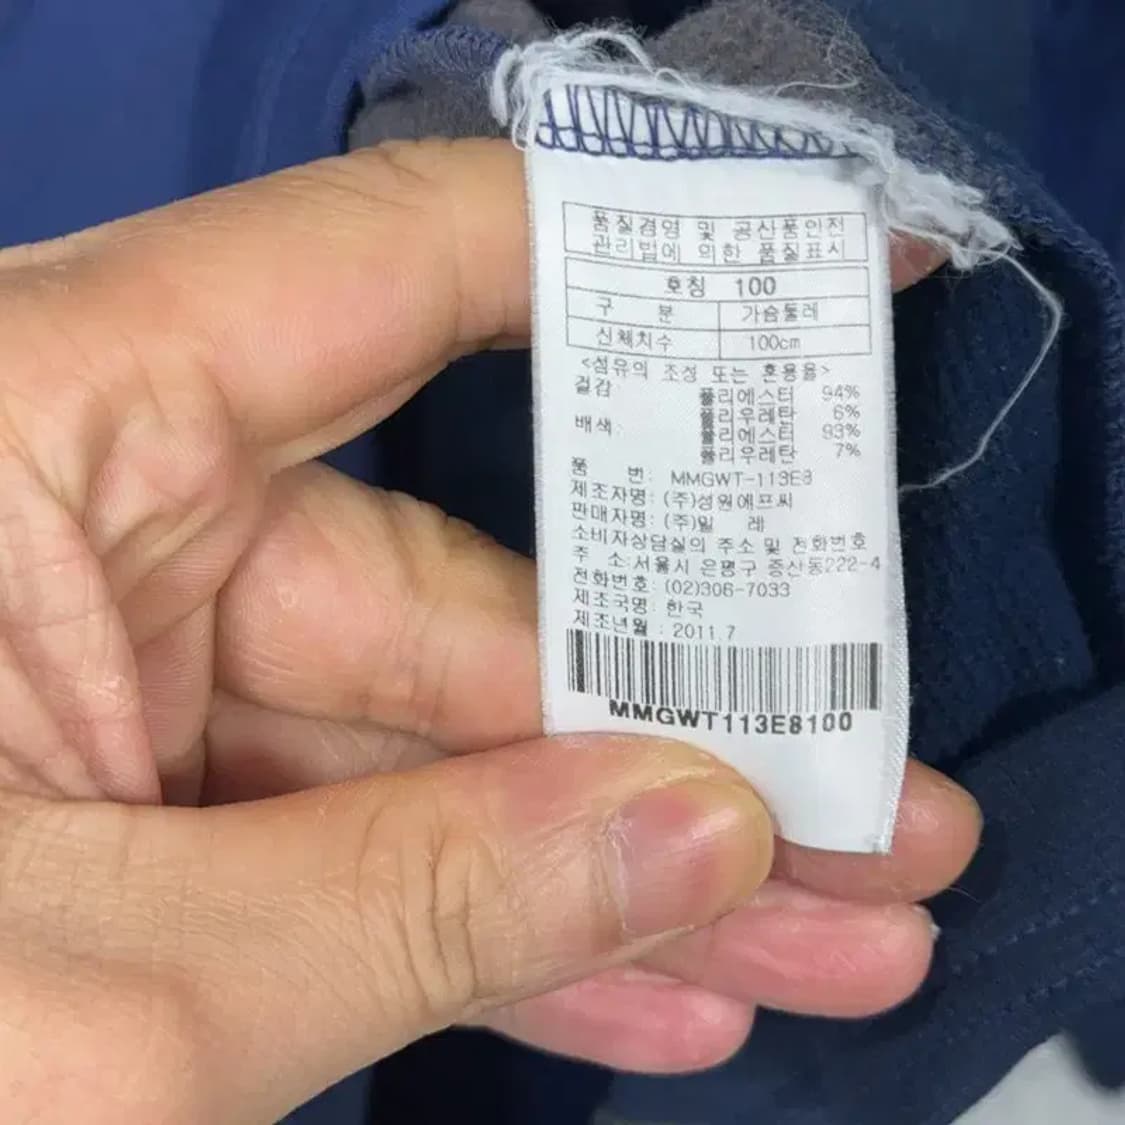 품질경영 및 공산품안전
관리법에 의한 품질표시
호칭 100
구 분 가슴둘레
신체치수 100cm
<섬유의 조성 또는 혼용율>
겉감 폴리에스터 94%
폴리우레탄 6%
배색: 폴리에스터 93%
폴리우레탄 7%
품 번: MMGWT-113E8
제조자명: (주)성원에프씨
판매자명: (주)밀 레
소비자상담실의 주소 및 전화번호
주 소:서울시 은평구 증산동222-4
전화번호: (02)306-7033
제조국명: 한국
제조년월 : 2011.7
MMGWT113E8100